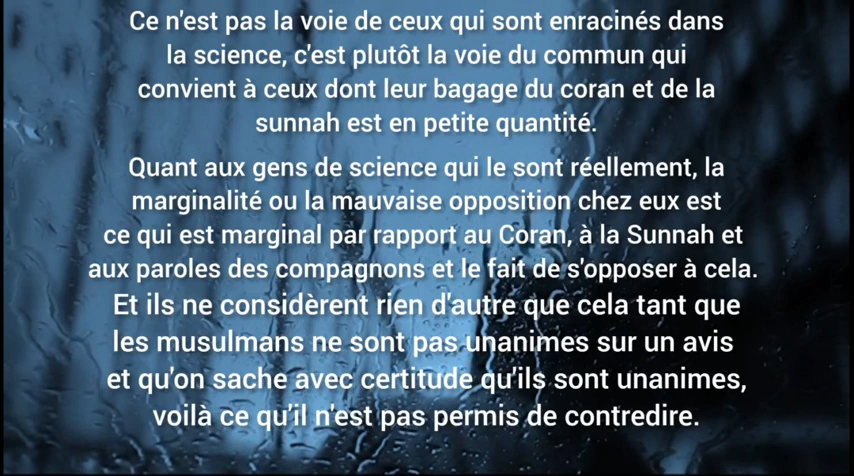 Ce n'est pas la voie de ceux qui sont enracinés dans
la science, c'est plutôt la voie du commun qui
convient à ceux dont leur bagage du coran et de la
sunnah est en petite quantité.
Quant aux gens de science qui le sont réellement, la
marginalité ou la mauvaise opposition chez eux est
ce qui est marginal par rapport au Coran, à la Sunnah et
aux paroles des compagnons et le fait de s'opposer à cela.
Et ils ne considèrent rien d'autre que cela tant que
les musulmans ne sont pas unanimes sur un avis
et qu'on sache avec certitude qu'ils sont unanimes,
voilà ce qu'il n'est pas permis de contredire.